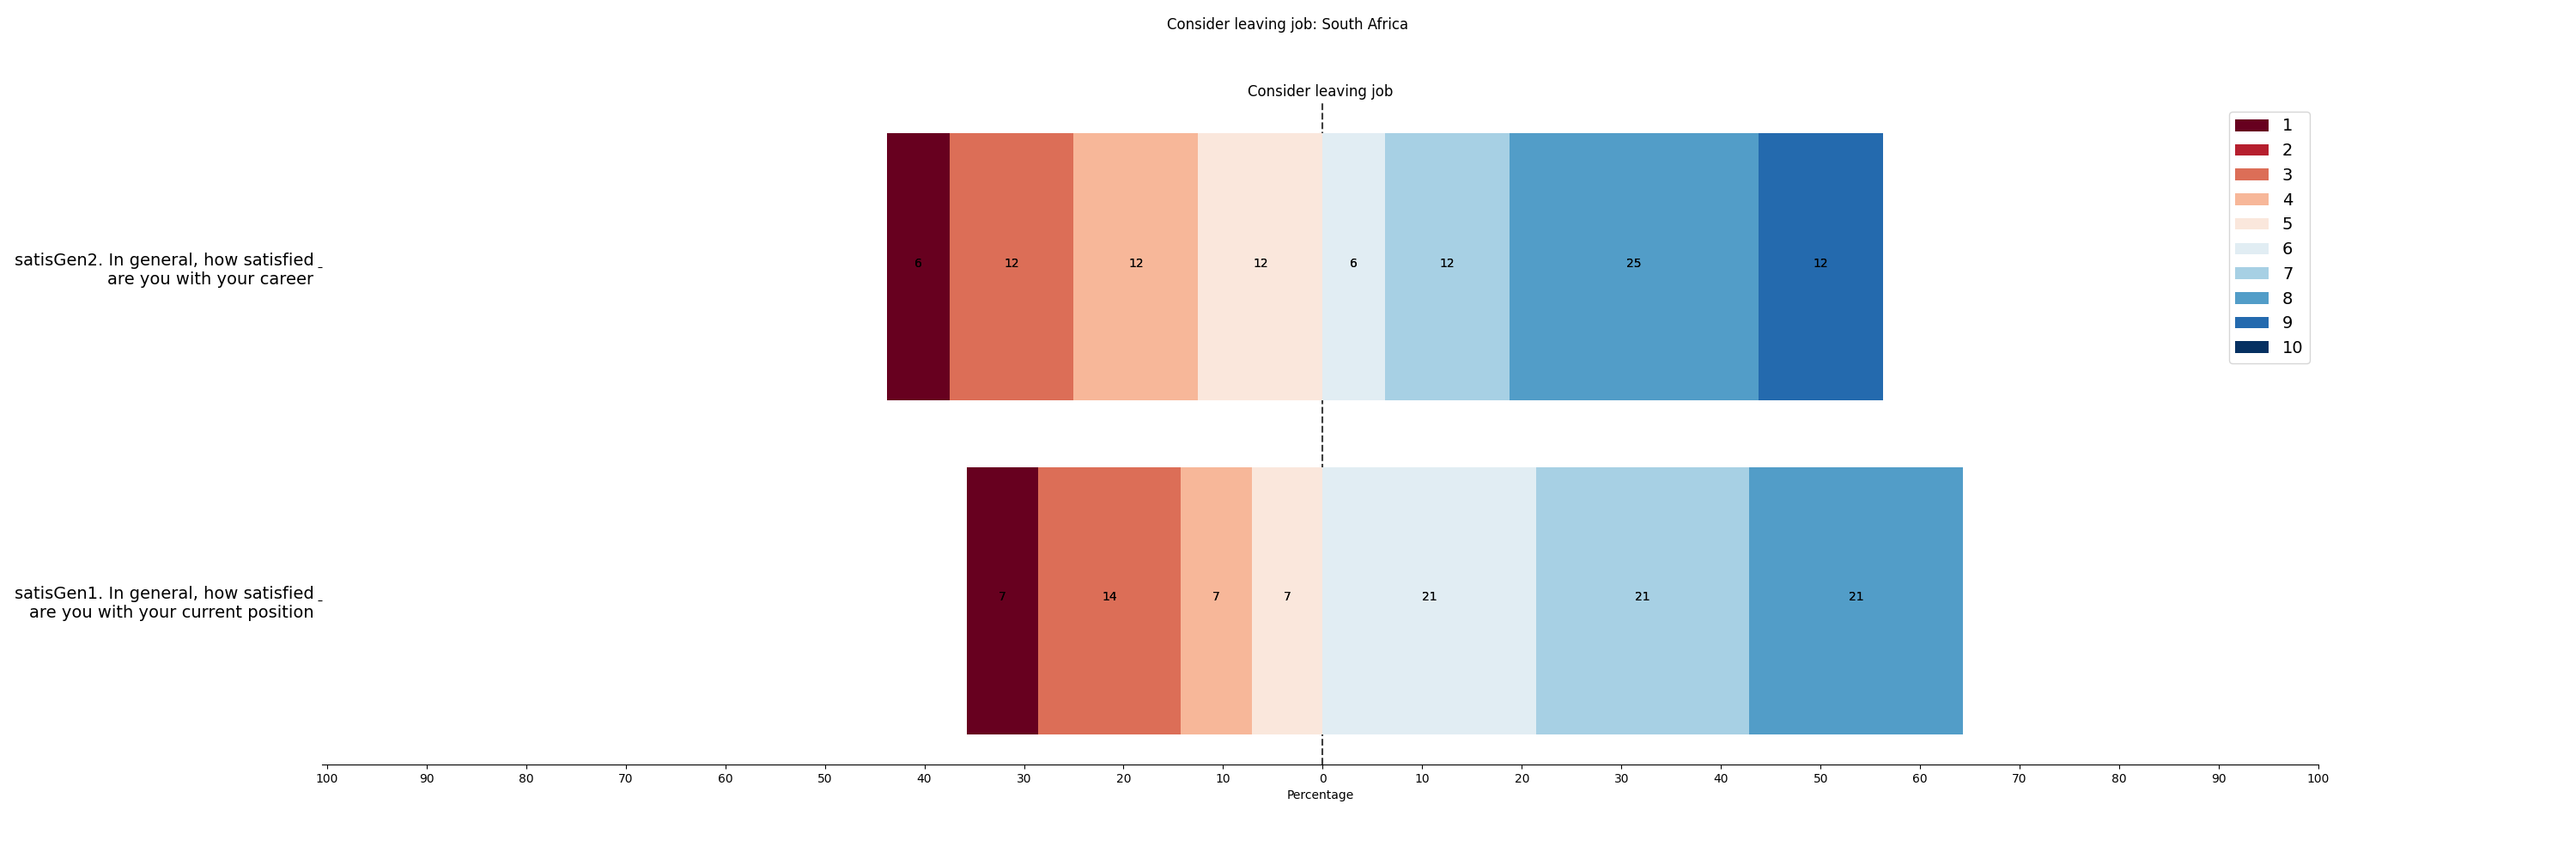 Consider leaving job: South Africa
Consider leaving job
1
2
3
4
5
6
7
8
9
10
satisGen2. In general, how satisfied
are you with your career
6 12 12 12 6 12 25 12
satisGen1. In general, how satisfied
are you with your current position
7 14 7 7 21 21 21
100 90 80 70 60 50 40 30 20 10 0 10 20 30 40 50 60 70 80 90 100
Percentage